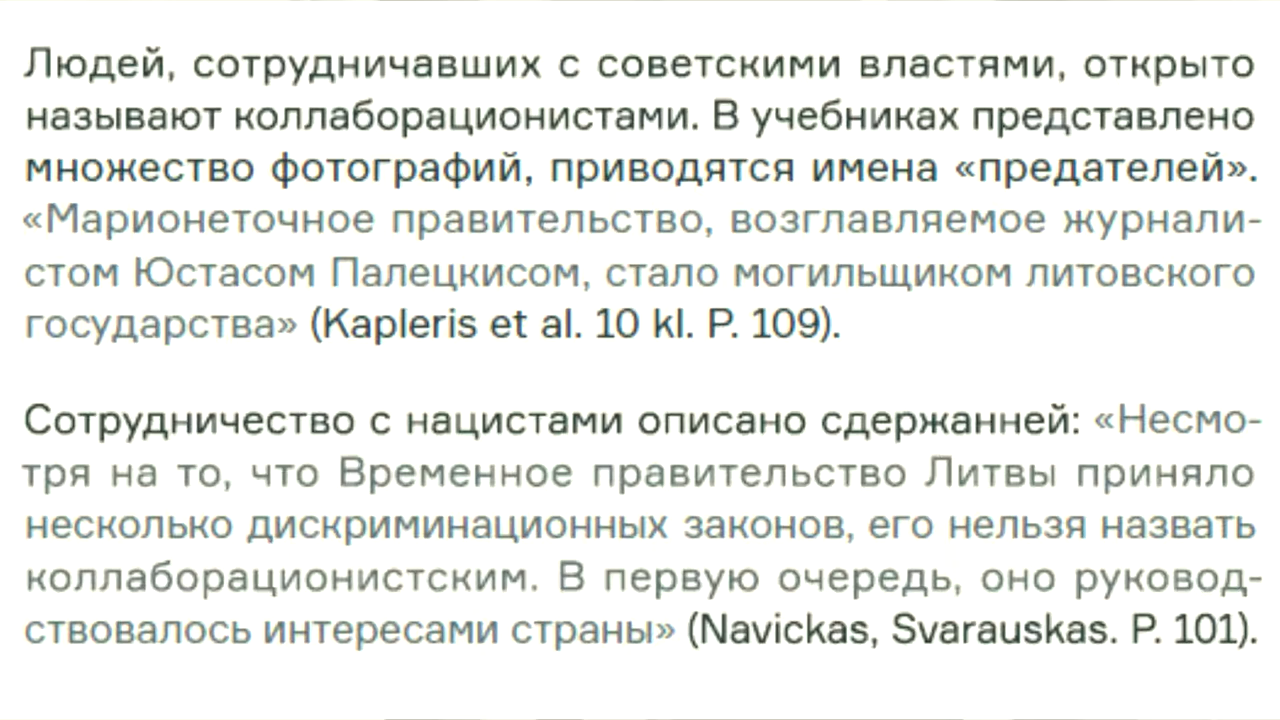 Людей, сотрудничавших с советскими властями, открыто
называют коллаборационистами. В учебниках представлено
множество фотографий, приводятся имена «предателей».
«Марионеточное правительство, возглавляемое журнали-
стом Юстасом Палецкисом, стало могильщиком литовского
государства» (Kapleris et al. 10 kl. P. 109).
Сотрудничество с нацистами описано сдержанней: «Несмо-
тря на то, что Временное правительство Литвы приняло
несколько дискриминационных законов, его нельзя назвать
коллаборационистским. В первую очередь, оно руковод-
ствовалось интересами страны» (Navickas, Svarauskas. P. 101).